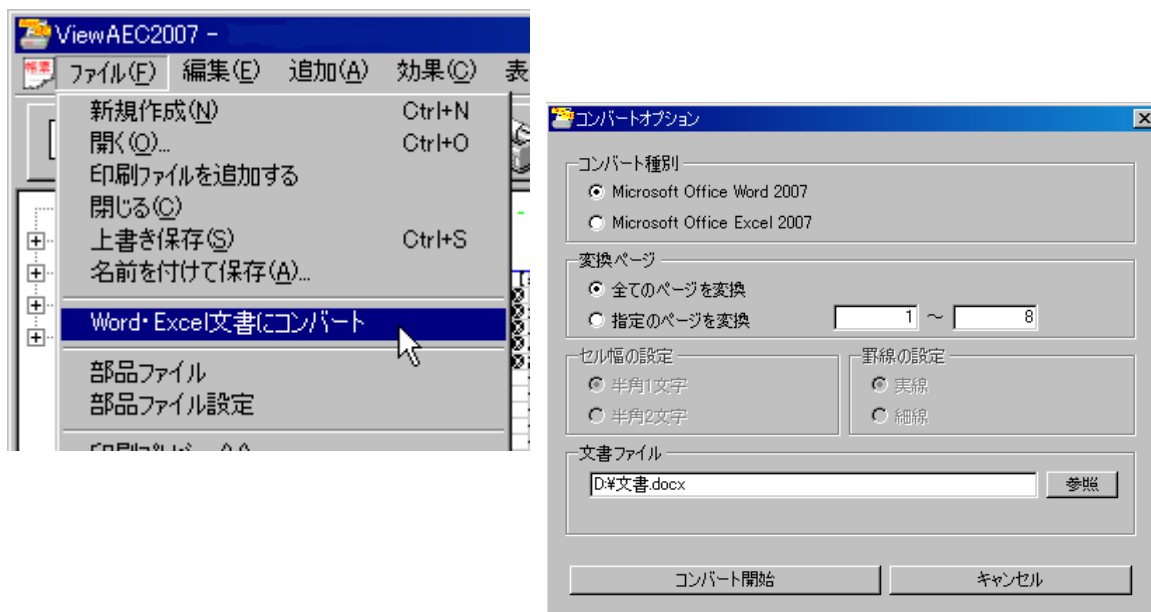 ViewAEC2007 -
帳票 ファイル(F) 編集(E) 追加(A) 効果(C) 表
新規作成(N) Ctrl+N
開く(O)... Ctrl+O
印刷ファイルを追加する
閉じる(C)
上書き保存(S) Ctrl+S
名前を付けて保存(A)...
Word・Excel文書にコンバート
部品ファイル
部品ファイル設定
コンバートオプション
コンバート種別
Microsoft Office Word 2007
Microsoft Office Excel 2007
変換ページ
全てのページを変換
指定のページを変換 1 ～ 8
セル幅の設定
半角1文字
半角2文字
罫線の設定
実線
細線
文書ファイル
D:¥文書.docx 参照
コンバート開始 キャンセル